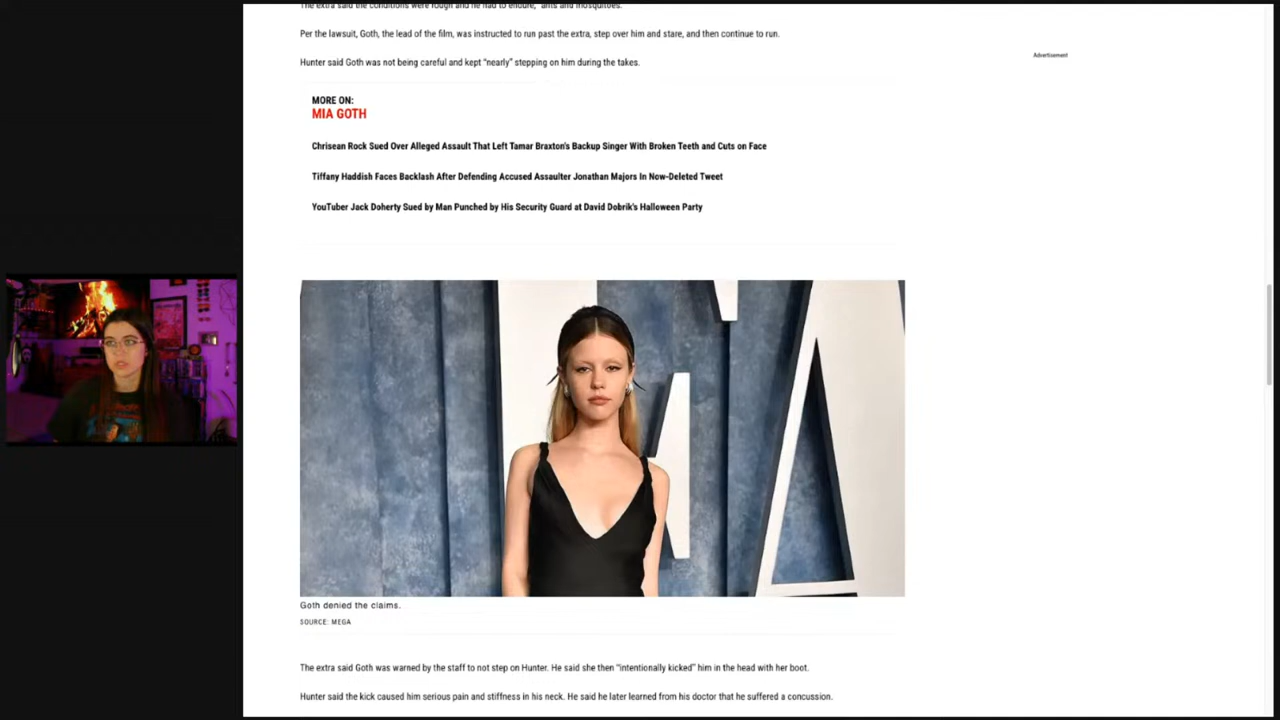 The extra said the conditions were rough and he had to endure, "ants and mosquitoes."
Per the lawsuit, Goth, the lead of the film, was instructed to run past the extra, step over him and stare, and then continue to run.
Advertisement
Hunter said Goth was not being careful and kept “nearly” stepping on him during the takes.
MORE ON:
MIA GOTH
Chrisean Rock Sued Over Alleged Assault That Left Tamar Braxton's Backup Singer With Broken Teeth and Cuts on Face
Tiffany Haddish Faces Backlash After Defending Accused Assaulter Jonathan Majors In Now-Deleted Tweet
YouTuber Jack Doherty Sued by Man Punched by His Security Guard at David Dobrik's Halloween Party
Goth denied the claims.
SOURCE: MEGA
The extra said Goth was warned by the staff to not step on Hunter. He said she then “intentionally kicked” him in the head with her boot.
Hunter said the kick caused him serious pain and stiffness in his neck. He said he later learned from his doctor that he suffered a concussion.